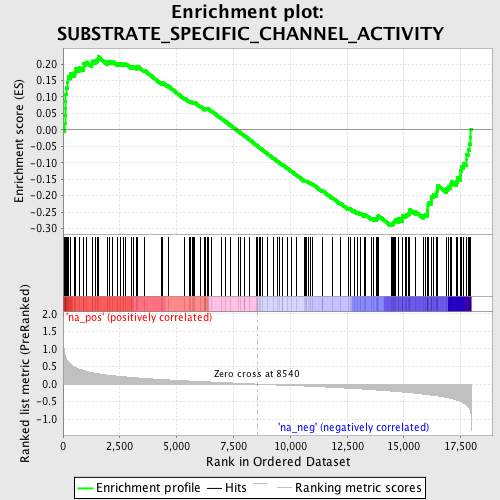 Enrichment plot:
SUBSTRATE_SPECIFIC_CHANNEL_ACTIVITY
Enrichment score (ES)
0.20
0.15
0.10
0.05
0.00
-0.05
-0.10
-0.15
-0.20
-0.25
-0.30
'na_pos' (positively correlated)
Ranked list metric (PreRanked)
2.0
1.5
1.0
0.5
0.0
-0.5
-1.0
Zero cross at 8540
'na_neg' (negatively correlated)
0
2,500
5,000
7,500
10,000
12,500
15,000
17,500
Rank in Ordered Dataset
Enrichment profile
Hits
Ranking metric scores